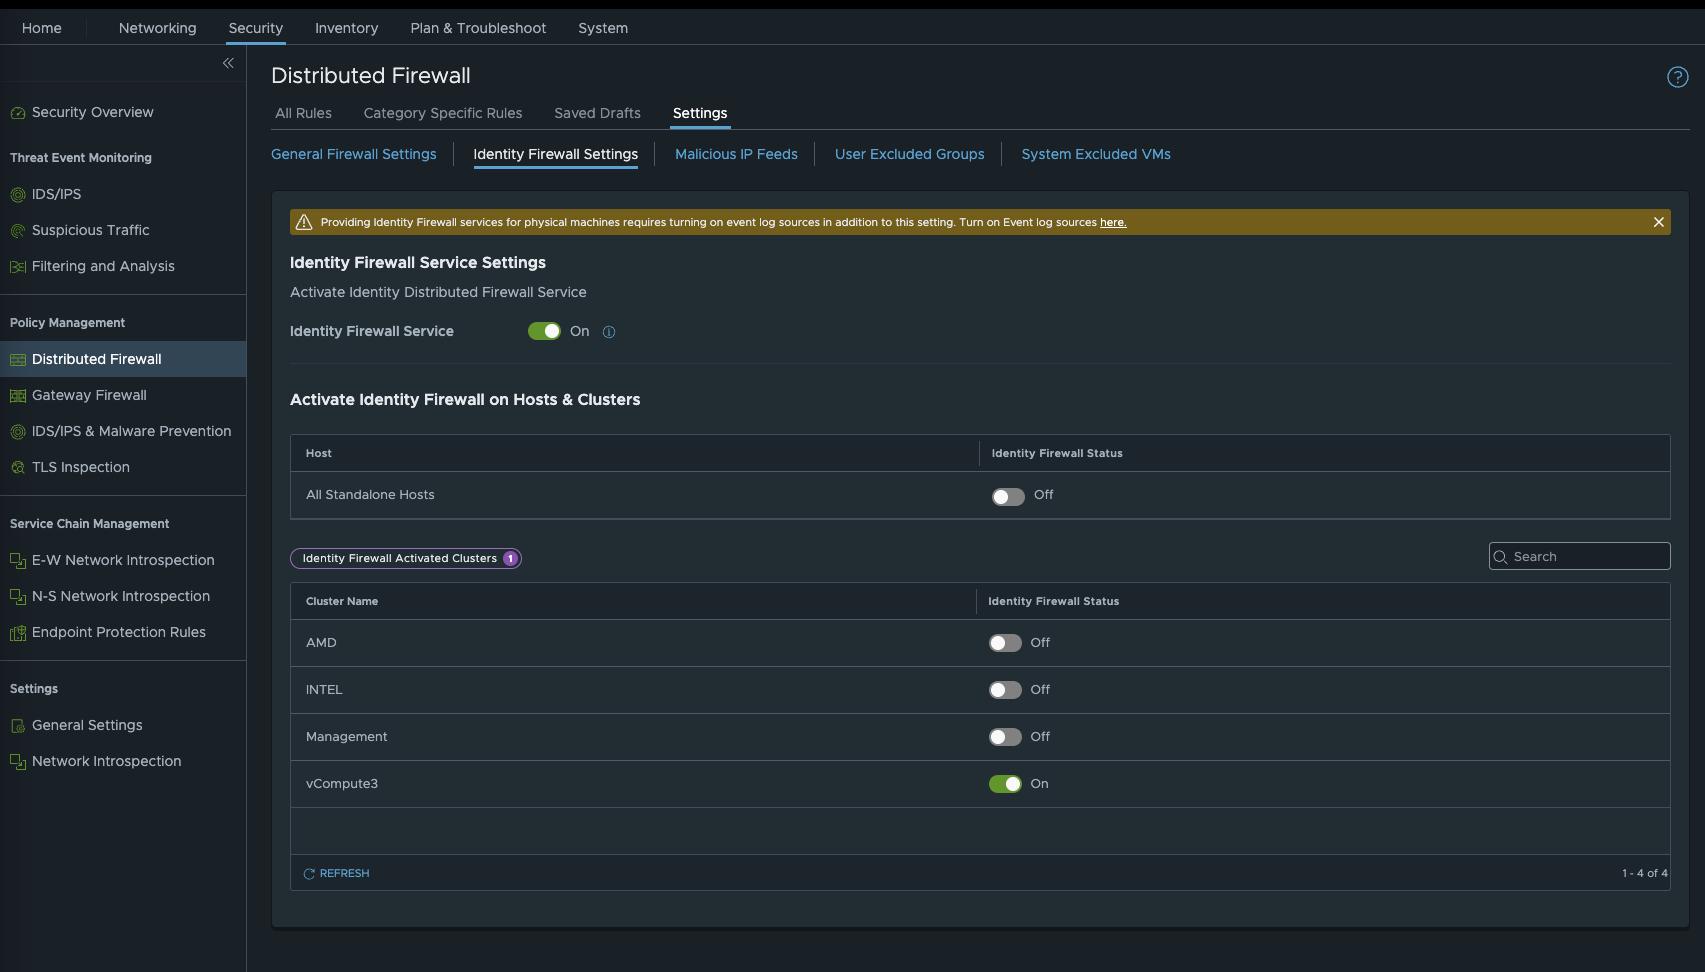 Home Networking Security Inventory Plan & Troubleshoot System
Security Overview
Threat Event Monitoring
IDS/IPS
Suspicious Traffic
Filtering and Analysis
Policy Management
Distributed Firewall
Gateway Firewall
IDS/IPS & Malware Prevention
TLS Inspection
Service Chain Management
E-W Network Introspection
N-S Network Introspection
Endpoint Protection Rules
Settings
General Settings
Network Introspection
Distributed Firewall
All Rules Category Specific Rules Saved Drafts Settings
General Firewall Settings Identity Firewall Settings Malicious IP Feeds User Excluded Groups System Excluded VMs
Providing Identity Firewall services for physical machines requires turning on event log sources in addition to this setting. Turn on Event log sources here.
Identity Firewall Service Settings
Activate Identity Distributed Firewall Service
Identity Firewall Service On
Activate Identity Firewall on Hosts & Clusters
Host Identity Firewall Status
All Standalone Hosts Off
Identity Firewall Activated Clusters 1 Search
Cluster Name Identity Firewall Status
AMD Off
INTEL Off
Management Off
vCompute3 On
REFRESH 1 - 4 of 4